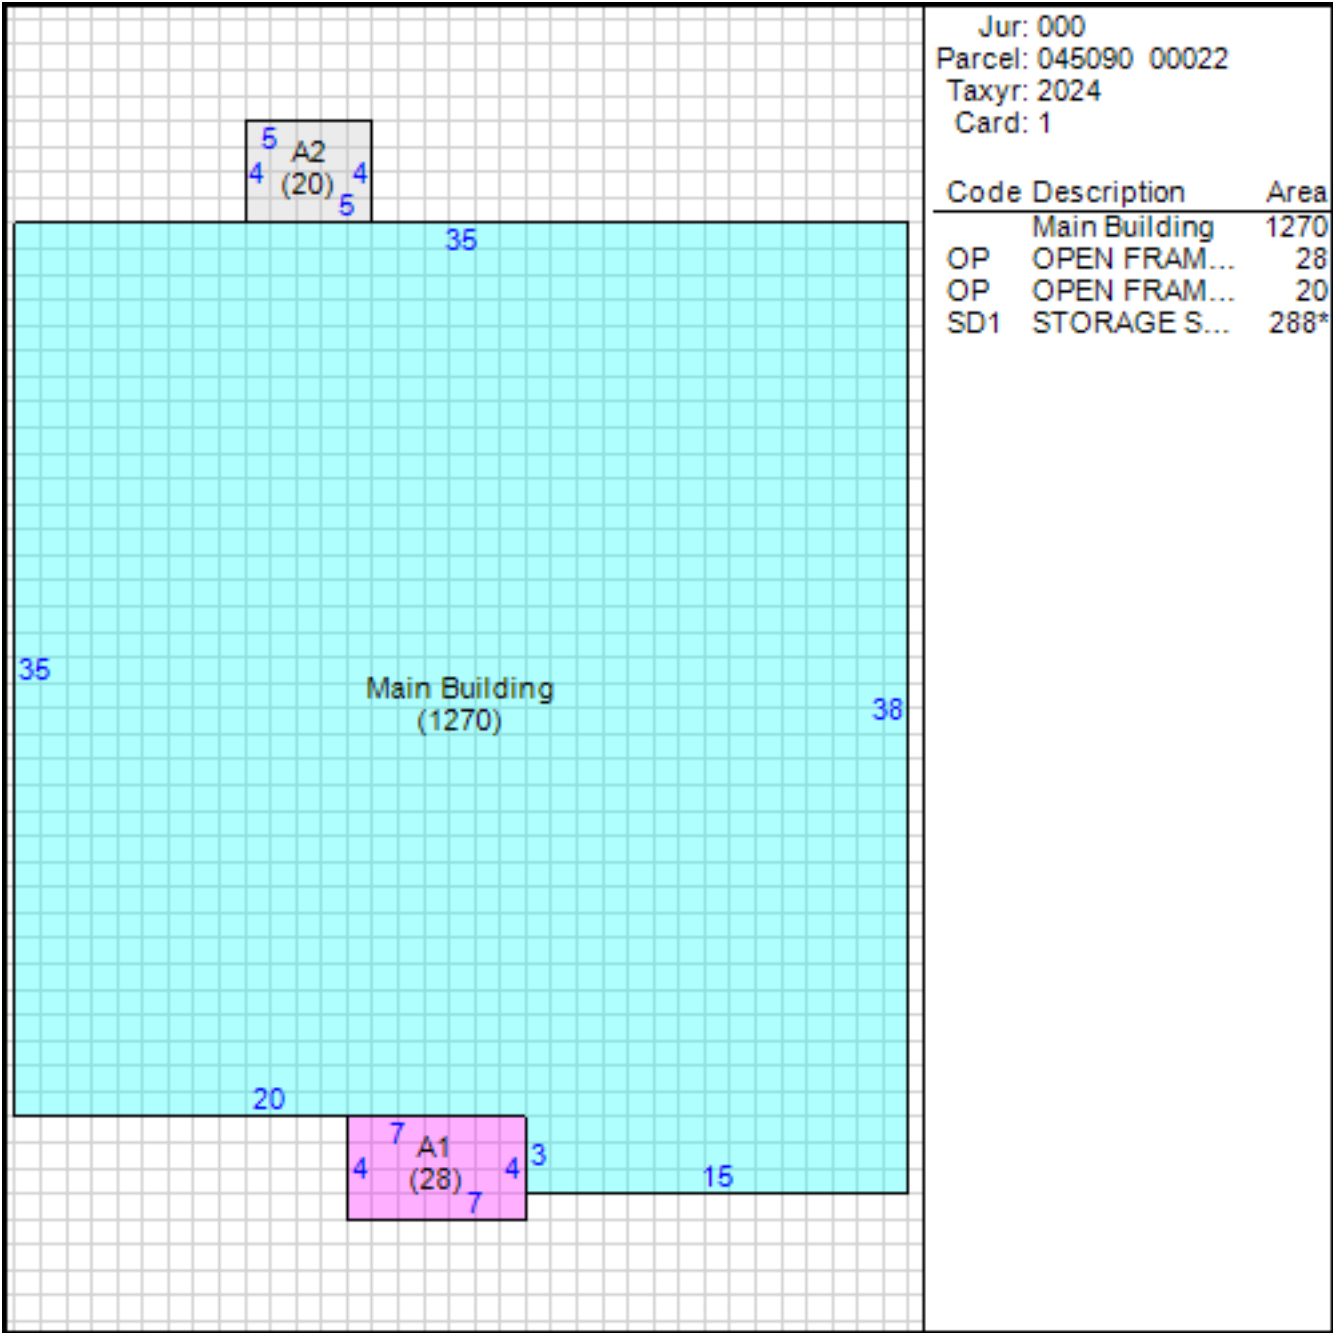 Jur: 000
Parcel: 045090 00022
Taxyr: 2024
Card: 1
Code Description Area
Main Building 1270
OP OPEN FRAM... 28
OP OPEN FRAM... 20
SD1 STORAGE S... 288*
5
A2
4 4
(20)
5
35
35
Main Building
38
(1270)
20
7
A1
3
4 4
(28)
15
7